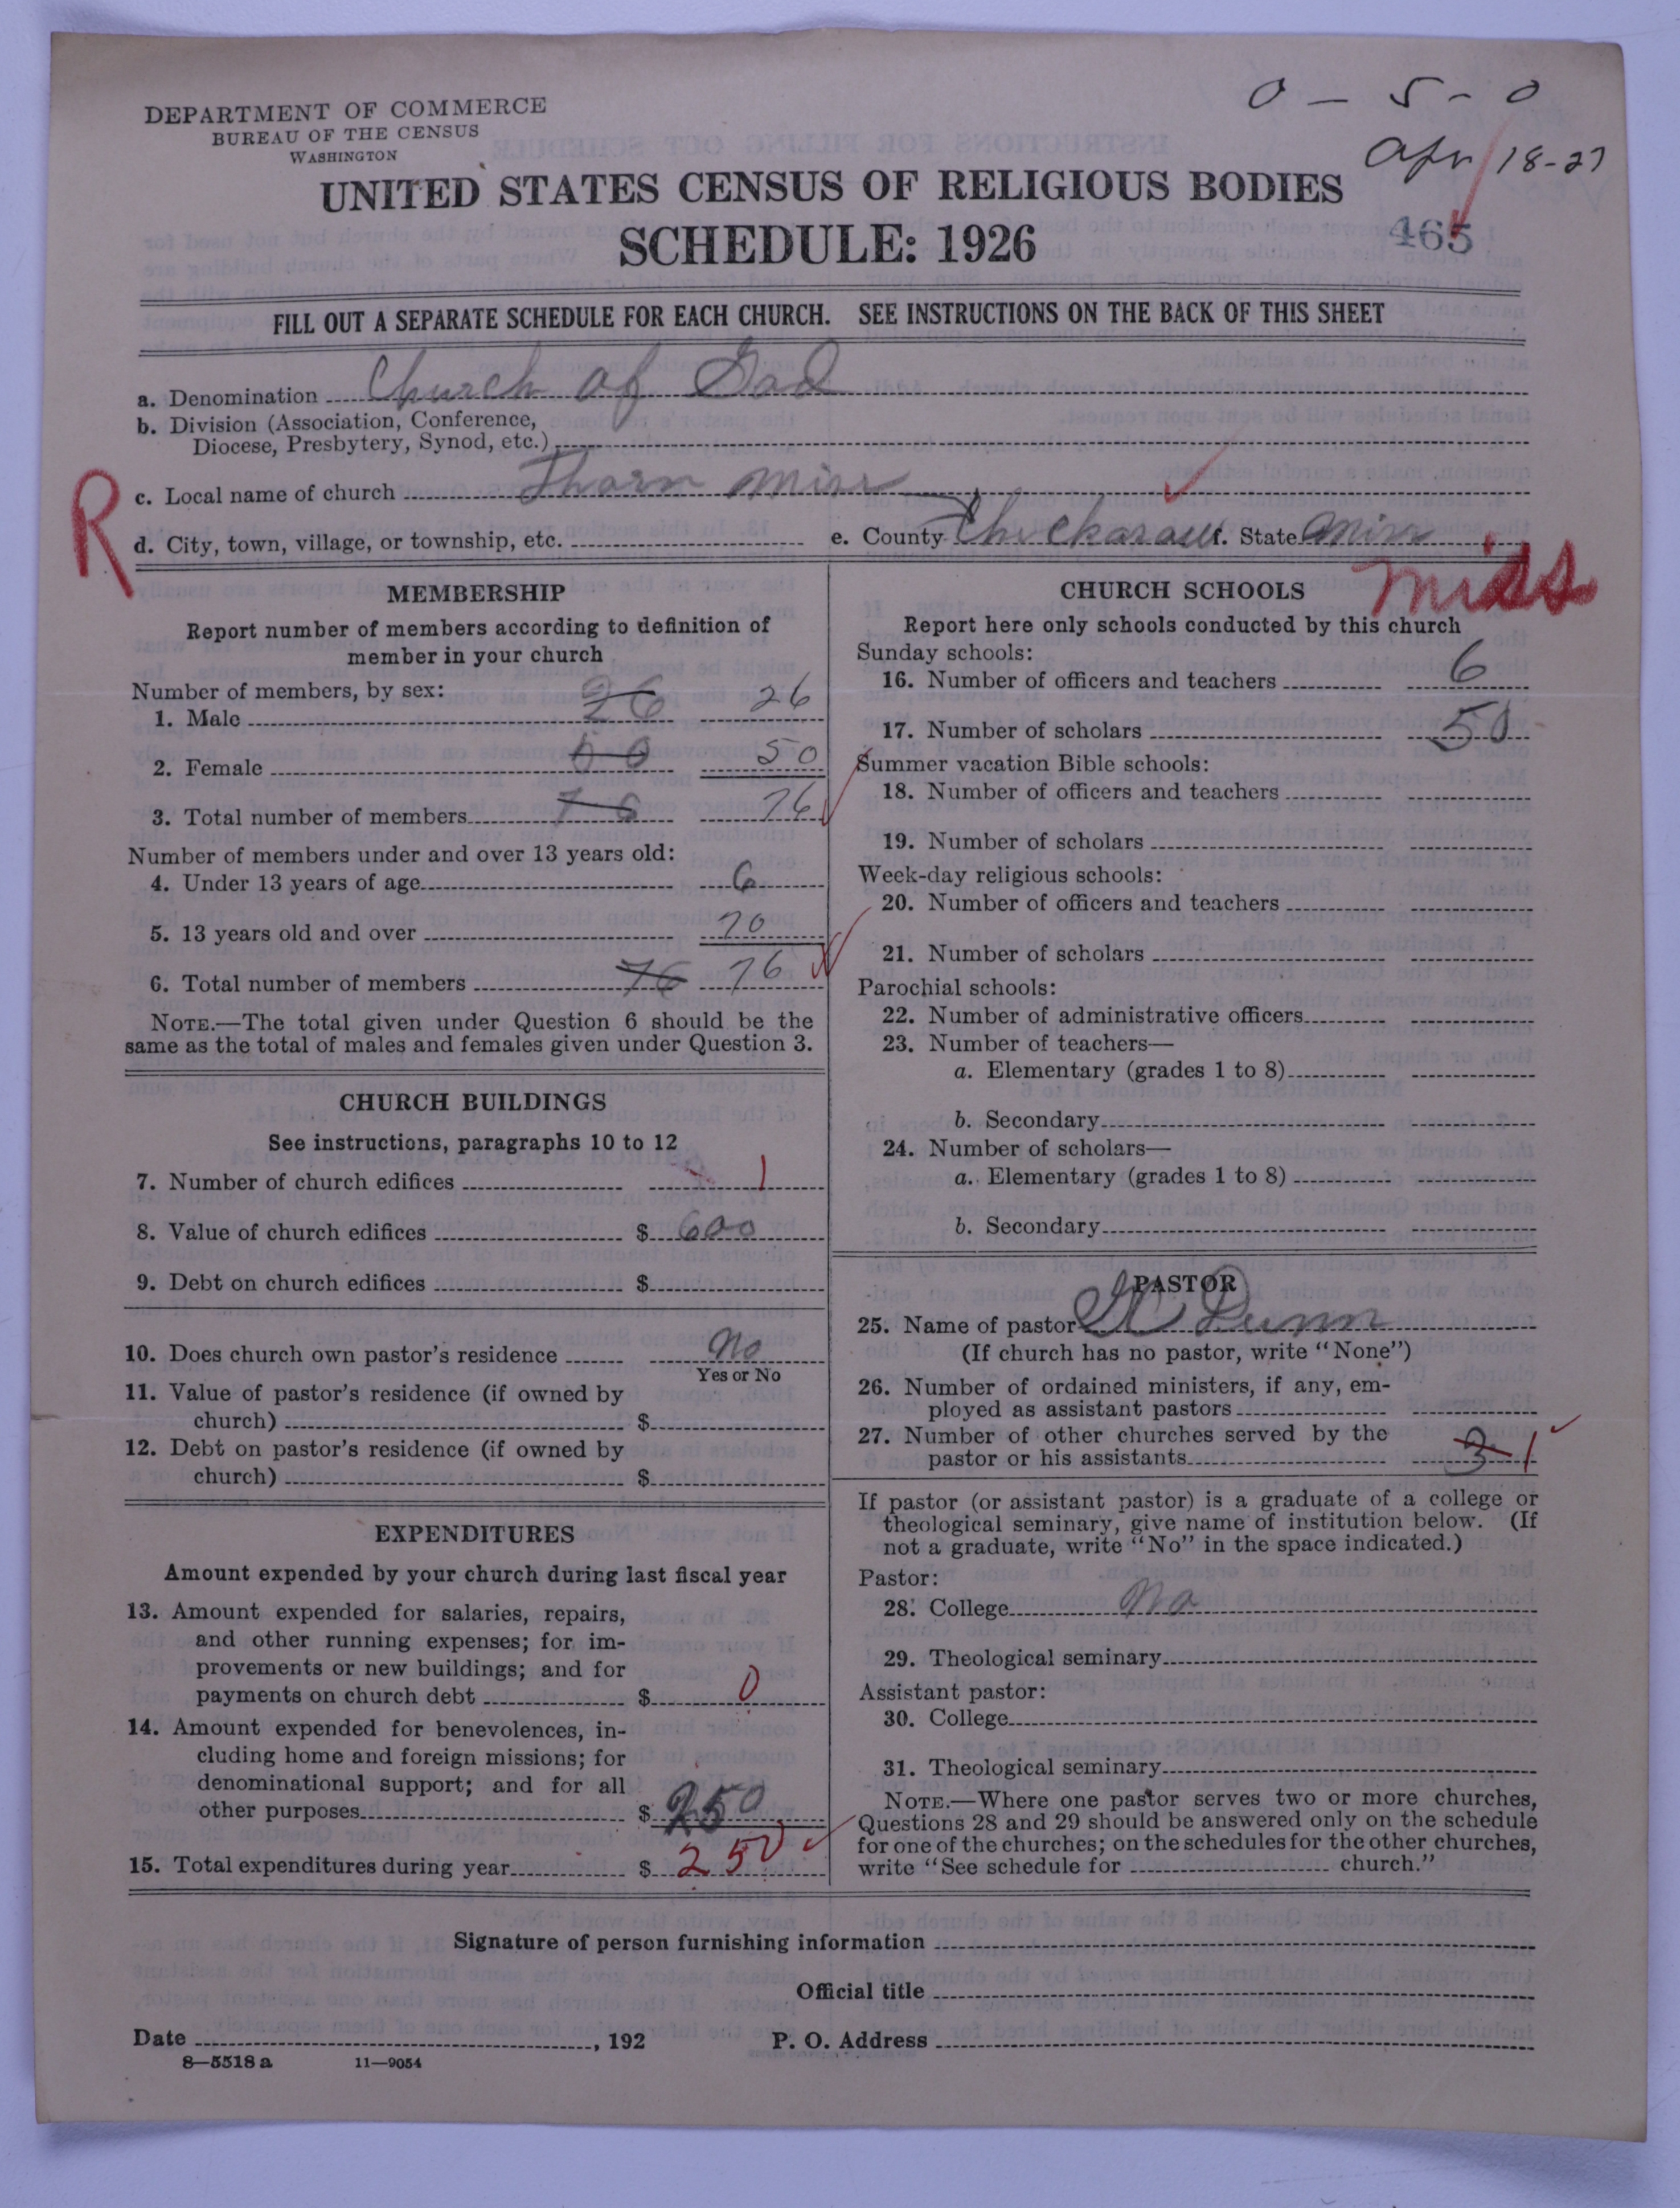 0 - 5 - 0
Apr 18-27
DEPARTMENT OF COMMERCE
BUREAU OF THE CENSUS
WASHINGTON
UNITED STATES CENSUS OF RELIGIOUS BODIES
SCHEDULE: 1926
465
FILL OUT A SEPARATE SCHEDULE FOR EACH CHURCH. SEE INSTRUCTIONS ON THE BACK OF THIS SHEET
a. Denomination Church of God
b. Division (Association, Conference,
Diocese, Presbytery, Synod, etc.)
R
c. Local name of church Thorn Miss
d. City, town, village, or township, etc. e. County Chickasaw f. State Miss
Miss
MEMBERSHIP
Report number of members according to definition of
member in your church
Number of members, by sex:
1. Male 26 26
2. Female 50
3. Total number of members 76 76
Number of members under and over 13 years old:
4. Under 13 years of age 6
5. 13 years old and over 70
6. Total number of members 76 76
NOTE.—The total given under Question 6 should be the
same as the total of males and females given under Question 3.
CHURCH BUILDINGS
See instructions, paragraphs 10 to 12
7. Number of church edifices 1
8. Value of church edifices $ 600
9. Debt on church edifices $
10. Does church own pastor's residence No
Yes or No
11. Value of pastor's residence (if owned by
church) $
12. Debt on pastor's residence (if owned by
church) $
EXPENDITURES
Amount expended by your church during last fiscal year
13. Amount expended for salaries, repairs,
and other running expenses; for im-
provements or new buildings; and for
payments on church debt $ 0
14. Amount expended for benevolences, in-
cluding home and foreign missions; for
denominational support; and for all
other purposes $ 250
15. Total expenditures during year $ 250
CHURCH SCHOOLS
Report here only schools conducted by this church
Sunday schools:
16. Number of officers and teachers 6
17. Number of scholars 50
Summer vacation Bible schools:
18. Number of officers and teachers
19. Number of scholars
Week-day religious schools:
20. Number of officers and teachers
21. Number of scholars
Parochial schools:
22. Number of administrative officers
23. Number of teachers—
a. Elementary (grades 1 to 8)
b. Secondary
24. Number of scholars—
a. Elementary (grades 1 to 8)
b. Secondary
PASTOR
25. Name of pastor Dunn
(If church has no pastor, write "None")
26. Number of ordained ministers, if any, em-
ployed as assistant pastors
27. Number of other churches served by the
pastor or his assistants 3 1
If pastor (or assistant pastor) is a graduate of a college or
theological seminary, give name of institution below. (If
not a graduate, write "No" in the space indicated.)
Pastor:
28. College No
29. Theological seminary
Assistant pastor:
30. College
31. Theological seminary
NOTE.—Where one pastor serves two or more churches,
Questions 28 and 29 should be answered only on the schedule
for one of the churches; on the schedules for the other churches,
write "See schedule for church."
Signature of person furnishing information
Official title
Date , 192 P. O. Address
8—5518 a 11—9054